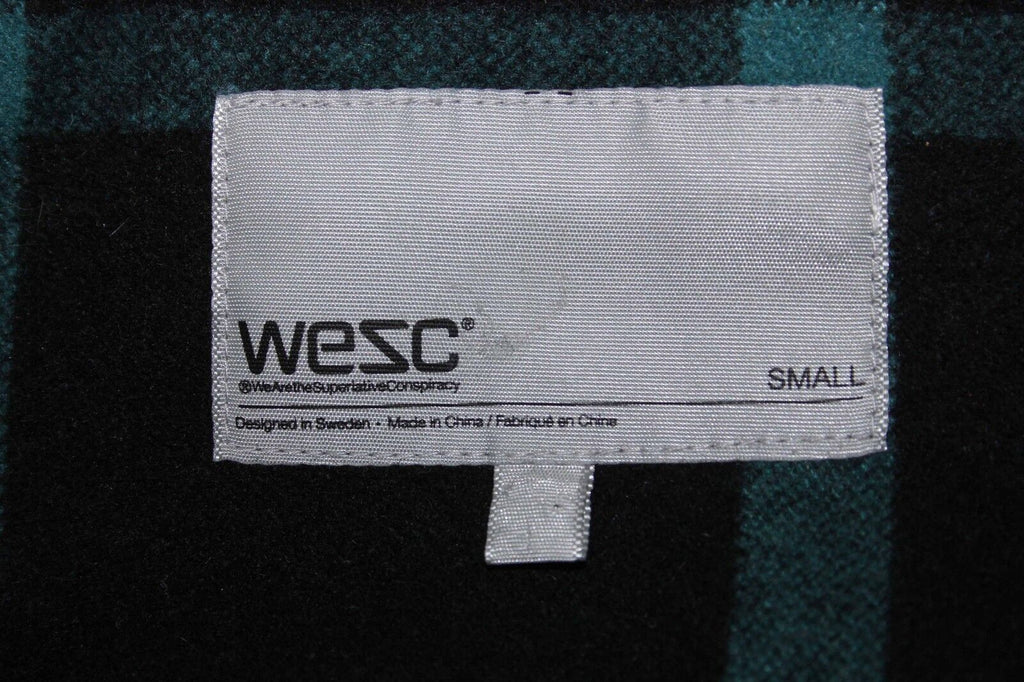 wesc®
®WeAretheSuperlativeConspiracy
SMALL
Designed in Sweden • Made in China / Fabriqué en Chine